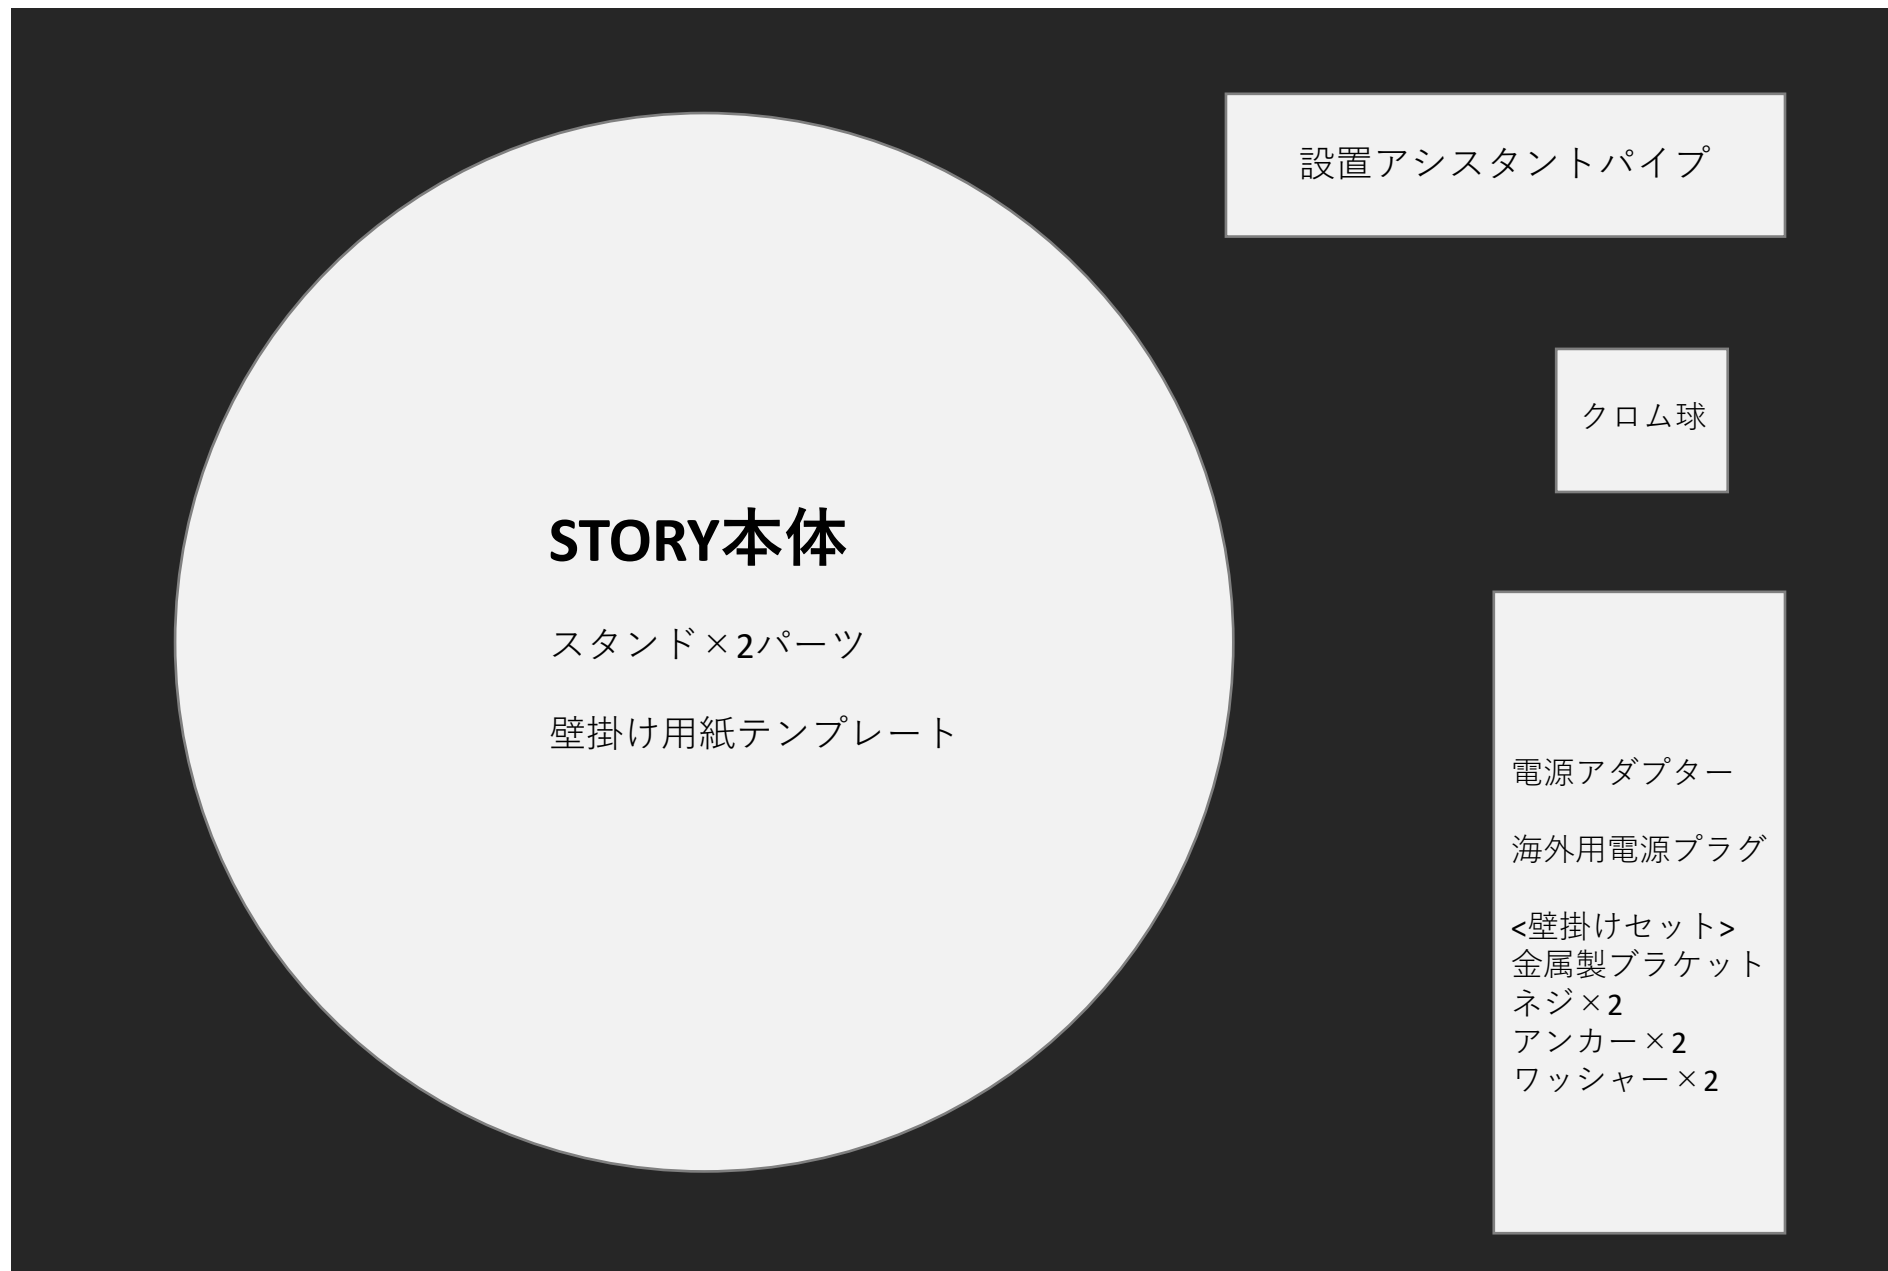 設置アシスタントパイプ
クロム球
STORY本体
スタンド×2パーツ
壁掛け用紙テンプレート
電源アダプター
海外用電源プラグ
<壁掛けセット>
金属製ブラケット
ネジ×2
アンカー×2
ワッシャー×2